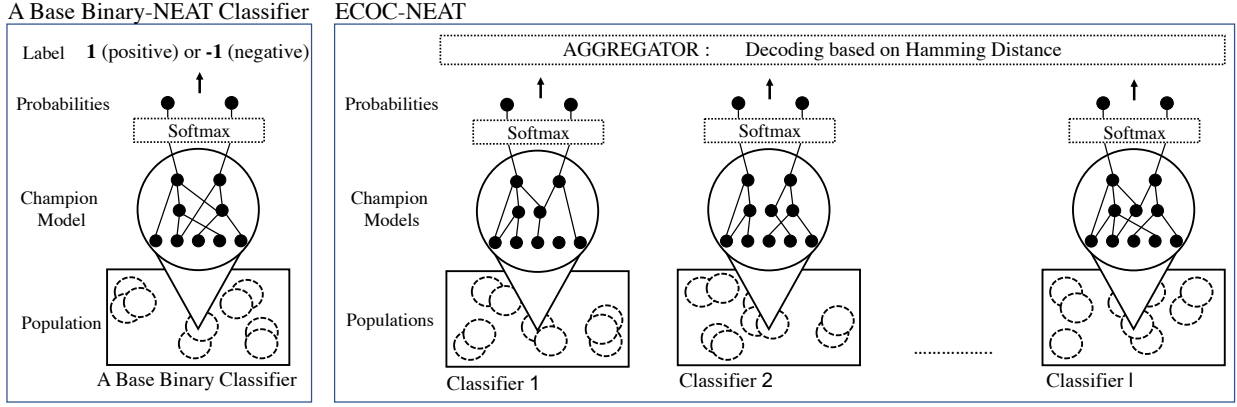 A Base Binary-NEAT Classifier
Label 1 (positive) or -1 (negative)
Probabilities
Softmax
Champion
Model
Population
A Base Binary Classifier
ECOC-NEAT
AGGREGATOR : Decoding based on Hamming Distance
Probabilities
Softmax Softmax Softmax
Champion
Models
Populations
...................
Classifier 1 Classifier 2 Classifier l